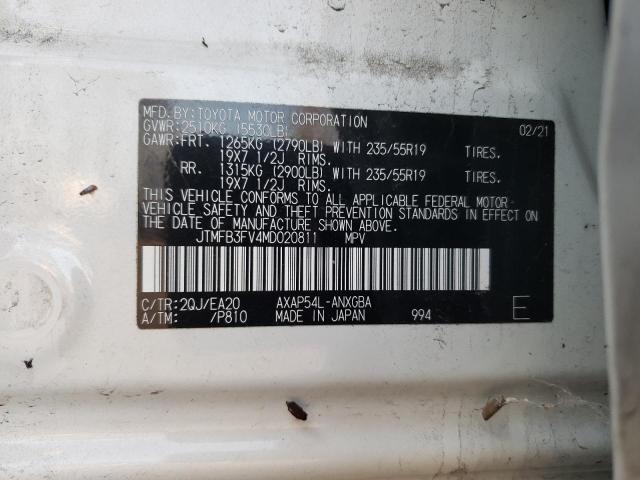 MFD.BY:TOYOTA MOTOR CORPORATION 02/21
GVWR:2510KG (5530LB)
GAWR:FRT. 1265KG (2790LB) WITH 235/55R19 TIRES.
19X7 1/2J RIMS.
RR. 1315KG (2900LB) WITH 235/55R19 TIRES.
19X7 1/2J RIMS.
THIS VEHICLE CONFORMS TO ALL APPLICABLE FEDERAL MOTOR
VEHICLE SAFETY AND THEFT PREVENTION STANDARDS IN EFFECT ON
THE DATE OF MANUFACTURE SHOWN ABOVE.
JTMFB3FV4MD020811 MPV
C/TR:2QJ/EA20 AXAP54L-ANXGBA
A/TM: /P810 MADE IN JAPAN 994 E